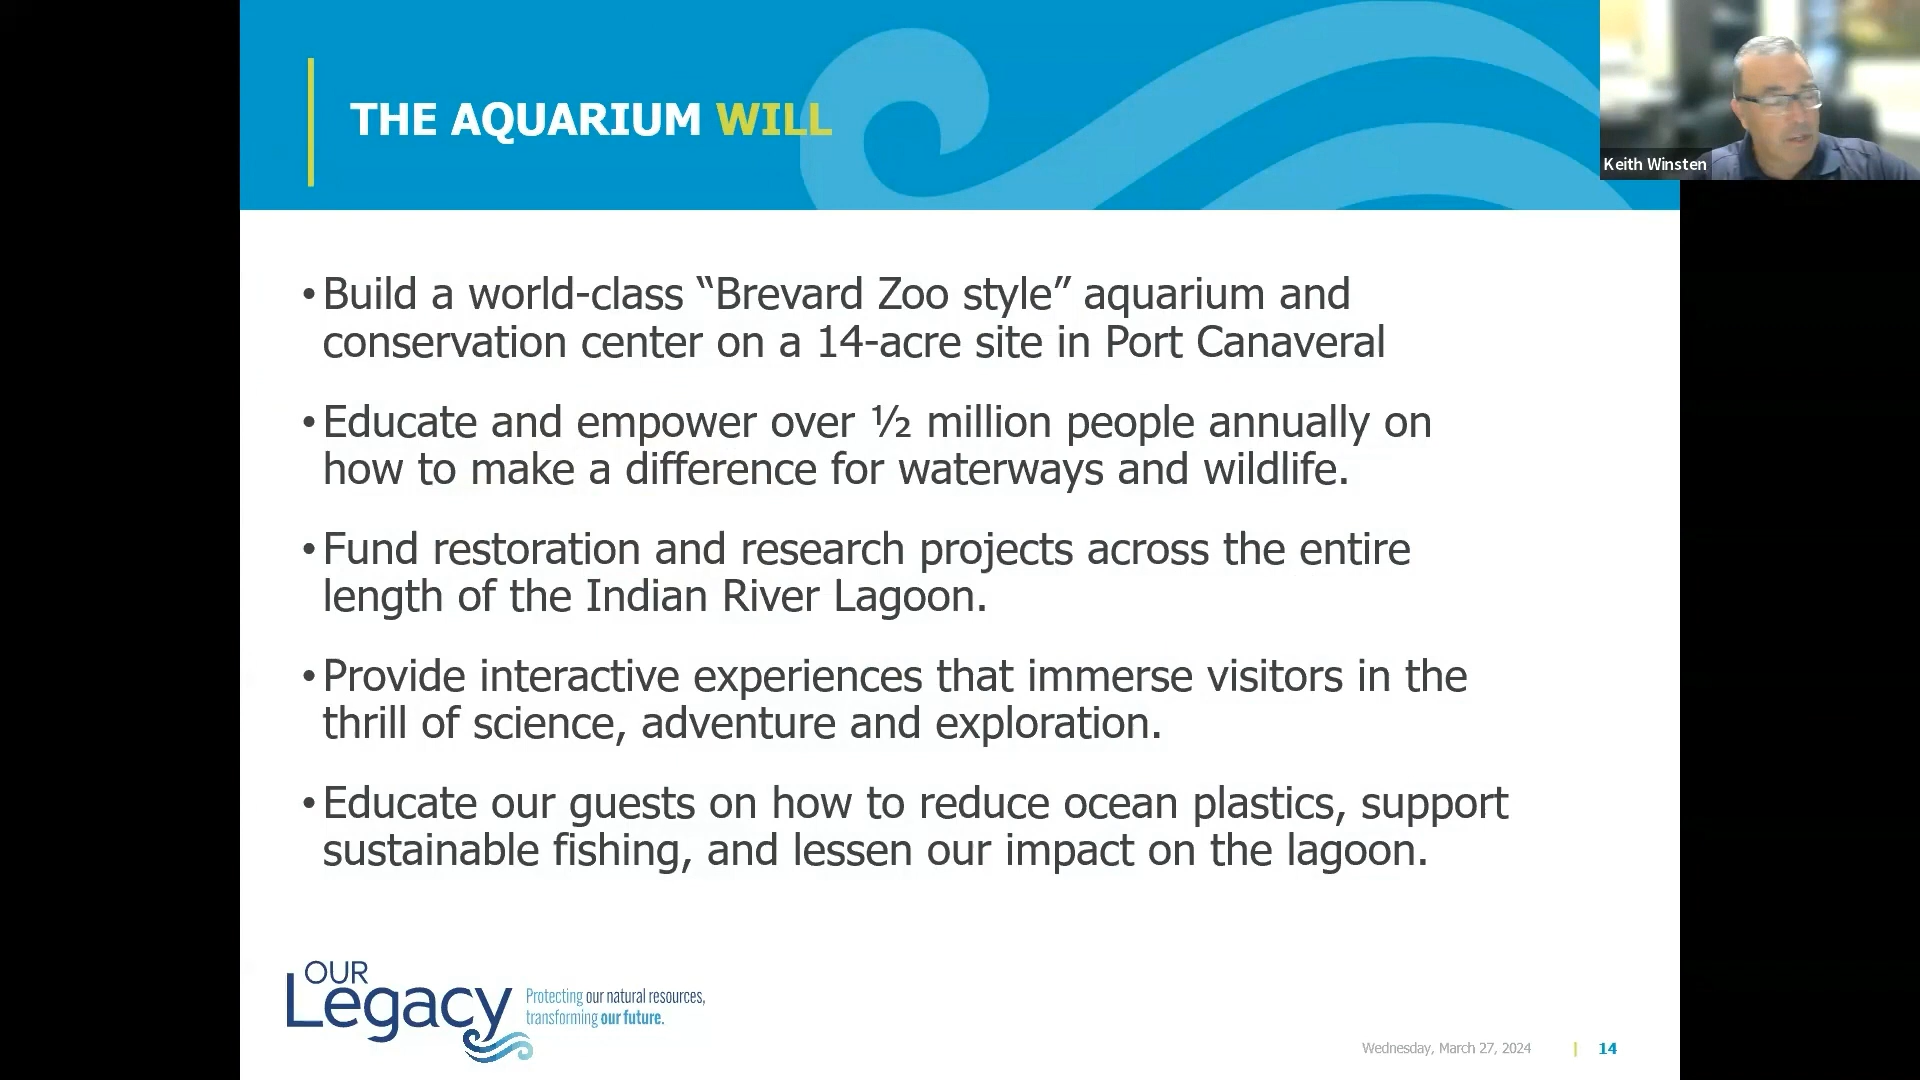 THE AQUARIUM WILL
Keith Winsten
•Build a world-class “Brevard Zoo style” aquarium and
conservation center on a 14-acre site in Port Canaveral
•Educate and empower over ½ million people annually on
how to make a difference for waterways and wildlife.
•Fund restoration and research projects across the entire
length of the Indian River Lagoon.
•Provide interactive experiences that immerse visitors in the
thrill of science, adventure and exploration.
•Educate our guests on how to reduce ocean plastics, support
sustainable fishing, and lessen our impact on the lagoon.
OUR
Legacy
Protecting our natural resources,
transforming our future.
Wednesday, March 27, 2024 | 14